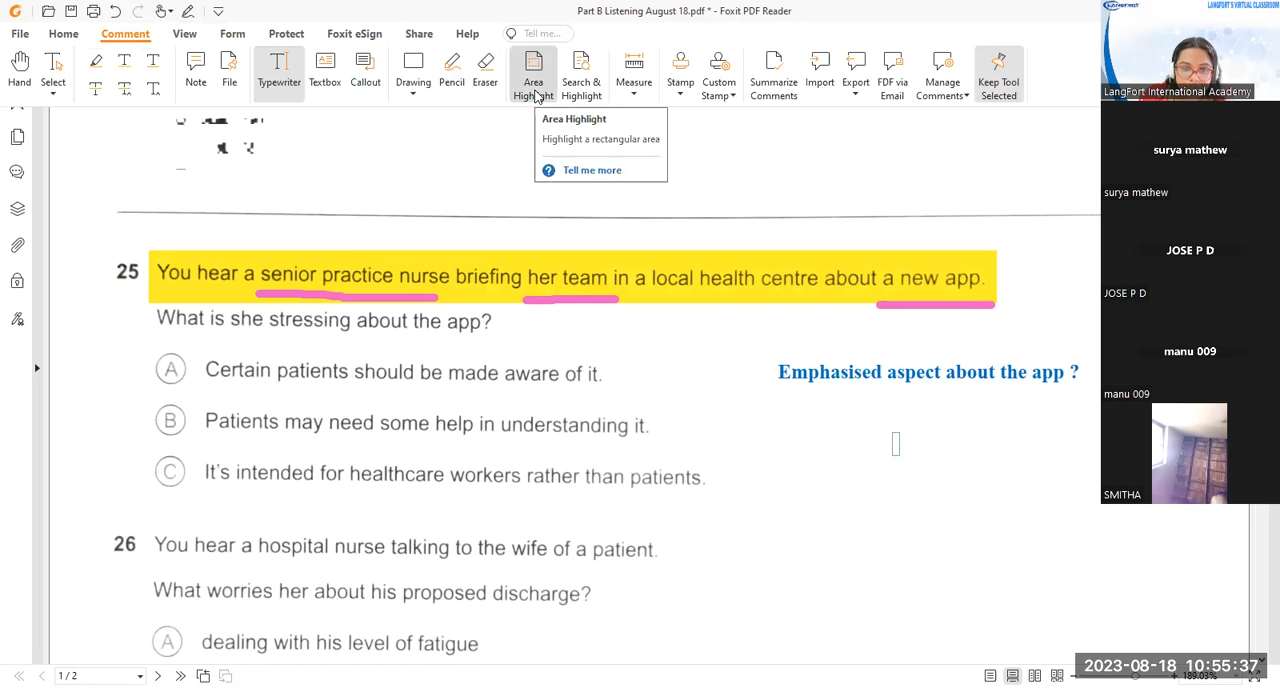 Part B Listening August 18.pdf * - Foxit PDF Reader
File Home Comment View Form Protect Foxit eSign Share Help Tell me...
Hand Select Note File Typewriter Textbox Callout Drawing Pencil Eraser Area Highlight Search & Highlight Measure Stamp Custom Stamp Summarize Comments Import Export FDF via Email Manage Comments Keep Tool Selected
Area Highlight
Highlight a rectangular area
? Tell me more
25 You hear a senior practice nurse briefing her team in a local health centre about a new app.
What is she stressing about the app?
A Certain patients should be made aware of it.
Emphasised aspect about the app ?
B Patients may need some help in understanding it.
C It's intended for healthcare workers rather than patients.
26 You hear a hospital nurse talking to the wife of a patient.
What worries her about his proposed discharge?
A dealing with his level of fatigue
1 / 2
189.03%
LANGFORT'S VIRTUAL CLASSROOM
LangFort International Academy
surya mathew
surya mathew
JOSE P D
JOSE P D
manu 009
manu 009
SMITHA
2023-08-18 10:55:37